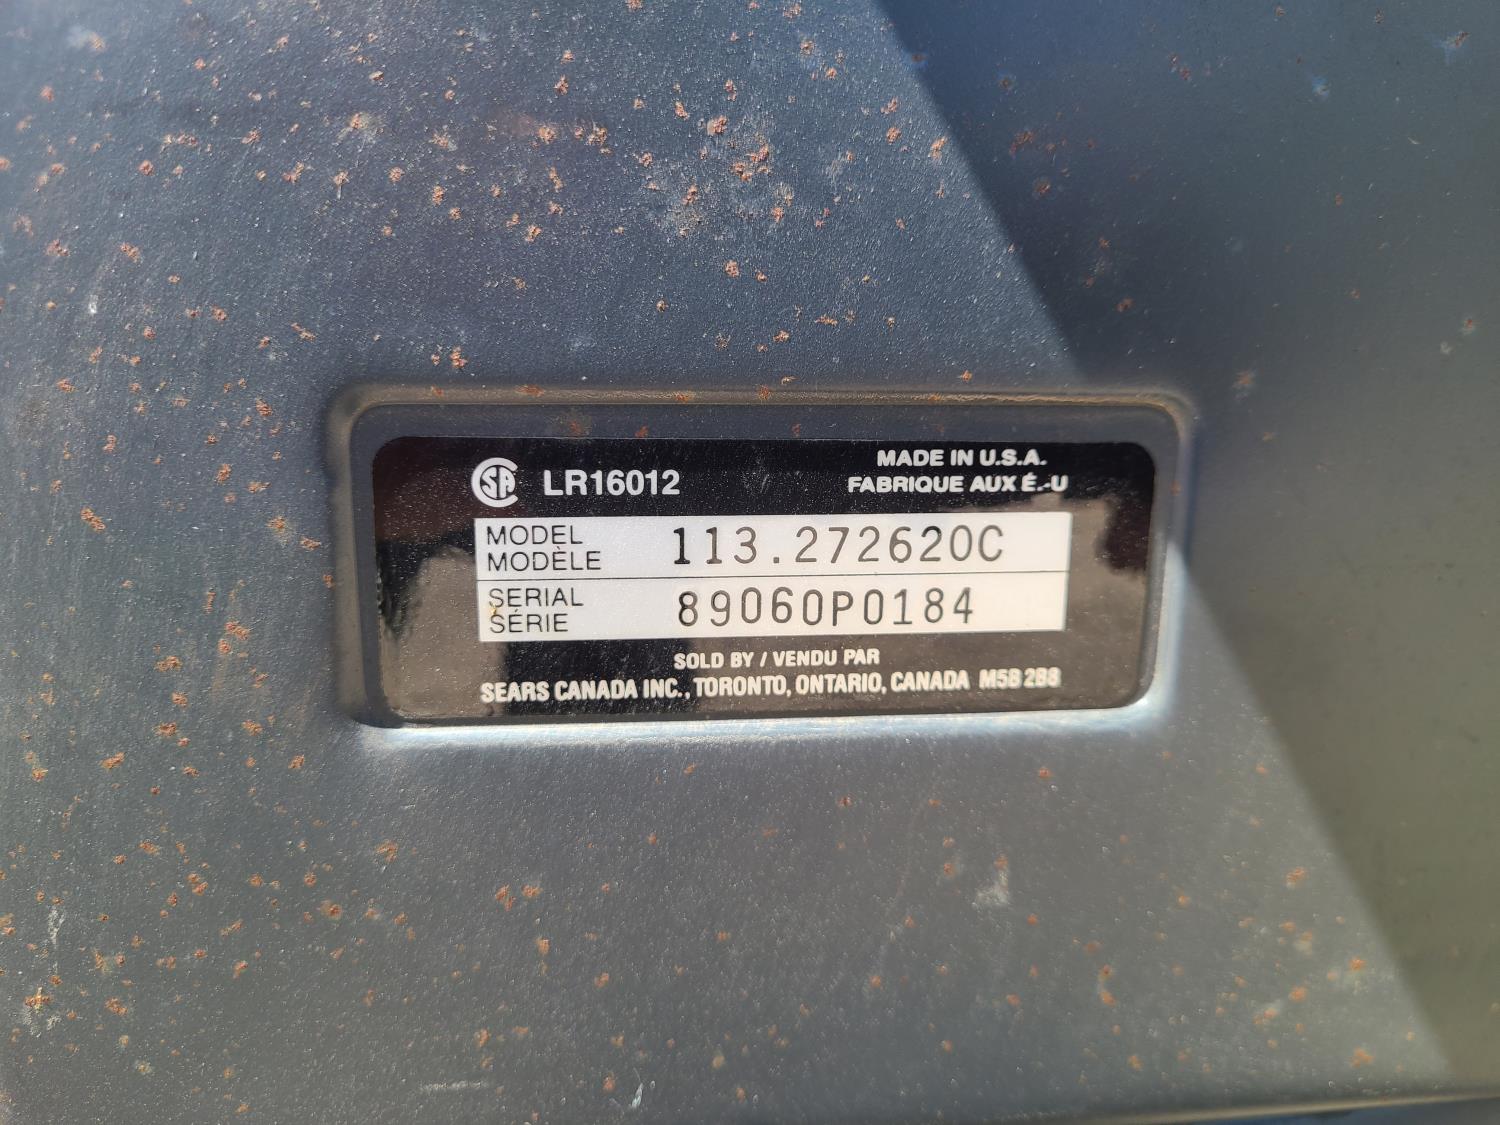 SA LR16012
MADE IN U.S.A.
FABRIQUE AUX É.-U
MODEL
MODÈLE
113.272620C
SERIAL
SÉRIE
89060P0184
SOLD BY / VENDU PAR
SEARS CANADA INC., TORONTO, ONTARIO, CANADA M5B 2B8